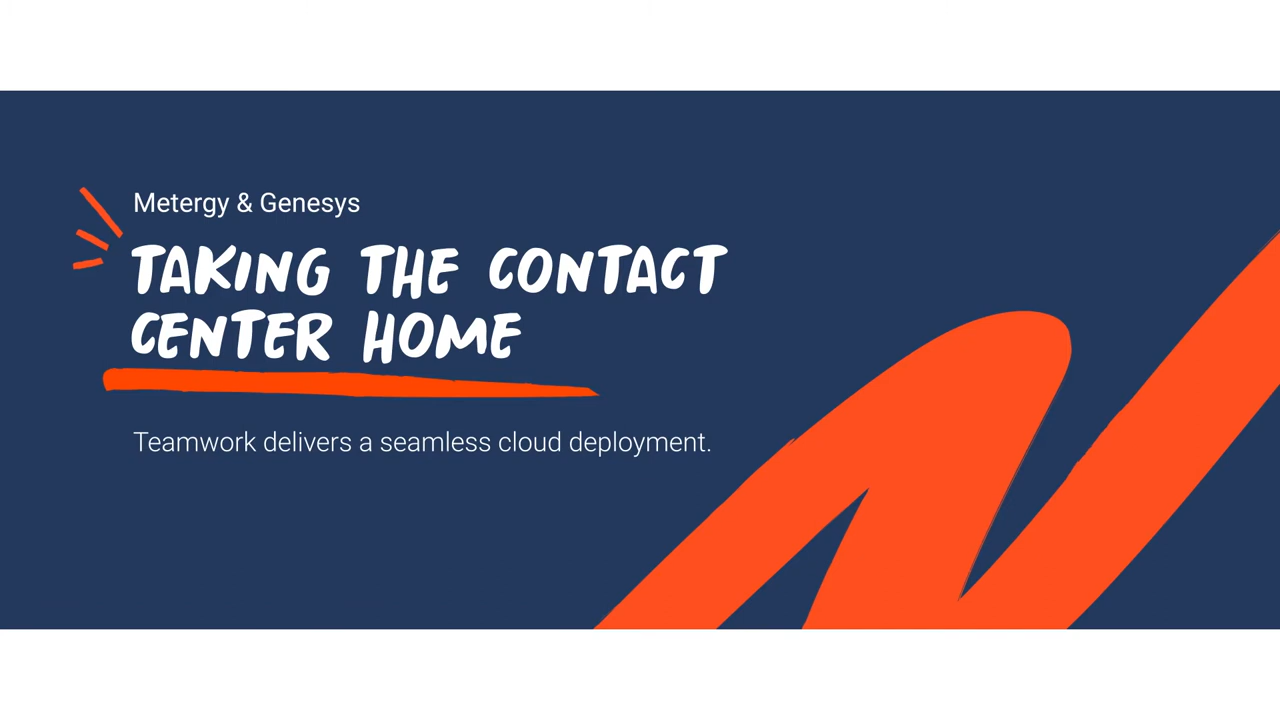 Metergy & Genesys
TAKING THE CONTACT
CENTER HOME
Teamwork delivers a seamless cloud deployment.